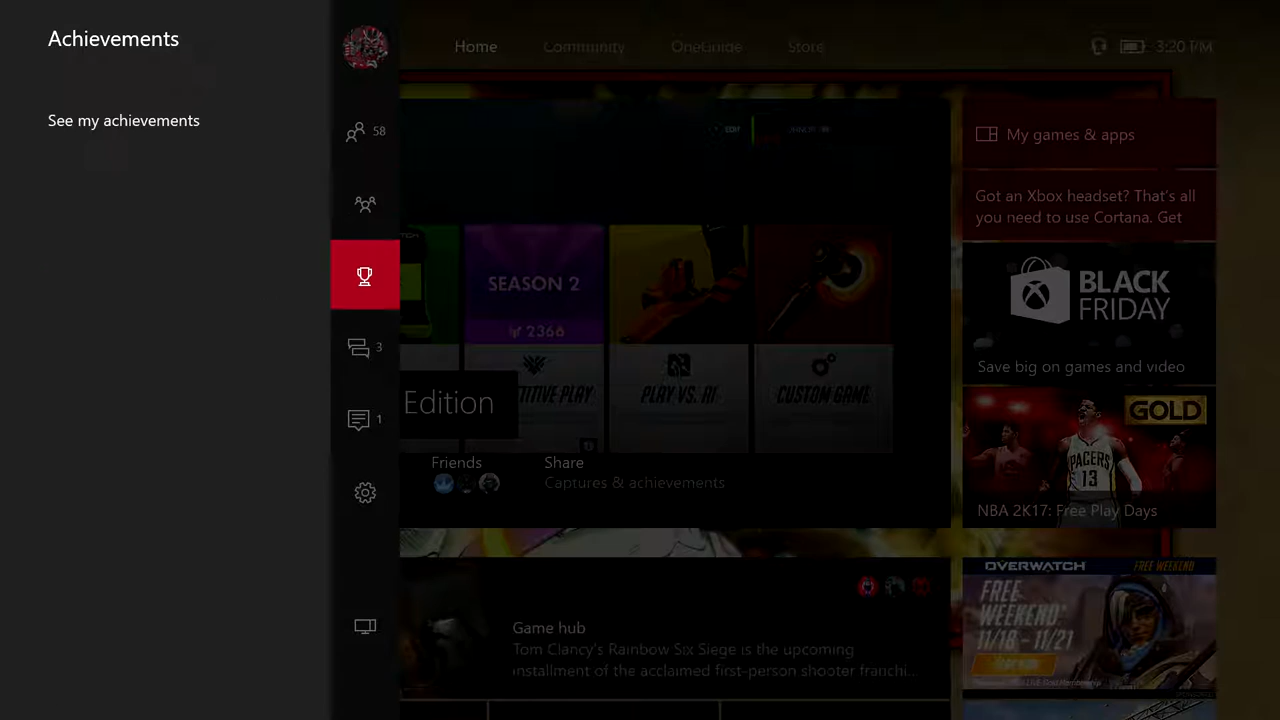 Achievements
See my achievements
58
3
1
Home
Community
OneGuide
Store
3:20 PM
EDIT
SEASON 2
2368
PLAY VS. AI
CUSTOM GAME
Edition
Friends
Share
Captures & achievements
My games & apps
Got an Xbox headset? That's all
you need to use Cortana. Get
BLACK
FRIDAY
Save big on games and video
GOLD
PACERS
13
NBA 2K17: Free Play Days
Game hub
Tom Clancy's Rainbow Six Siege is the upcoming
installment of the acclaimed first-person shooter franchi...
OVERWATCH
FREE WEEKEND
FREE
WEEKEND*
11/18 - 11/21